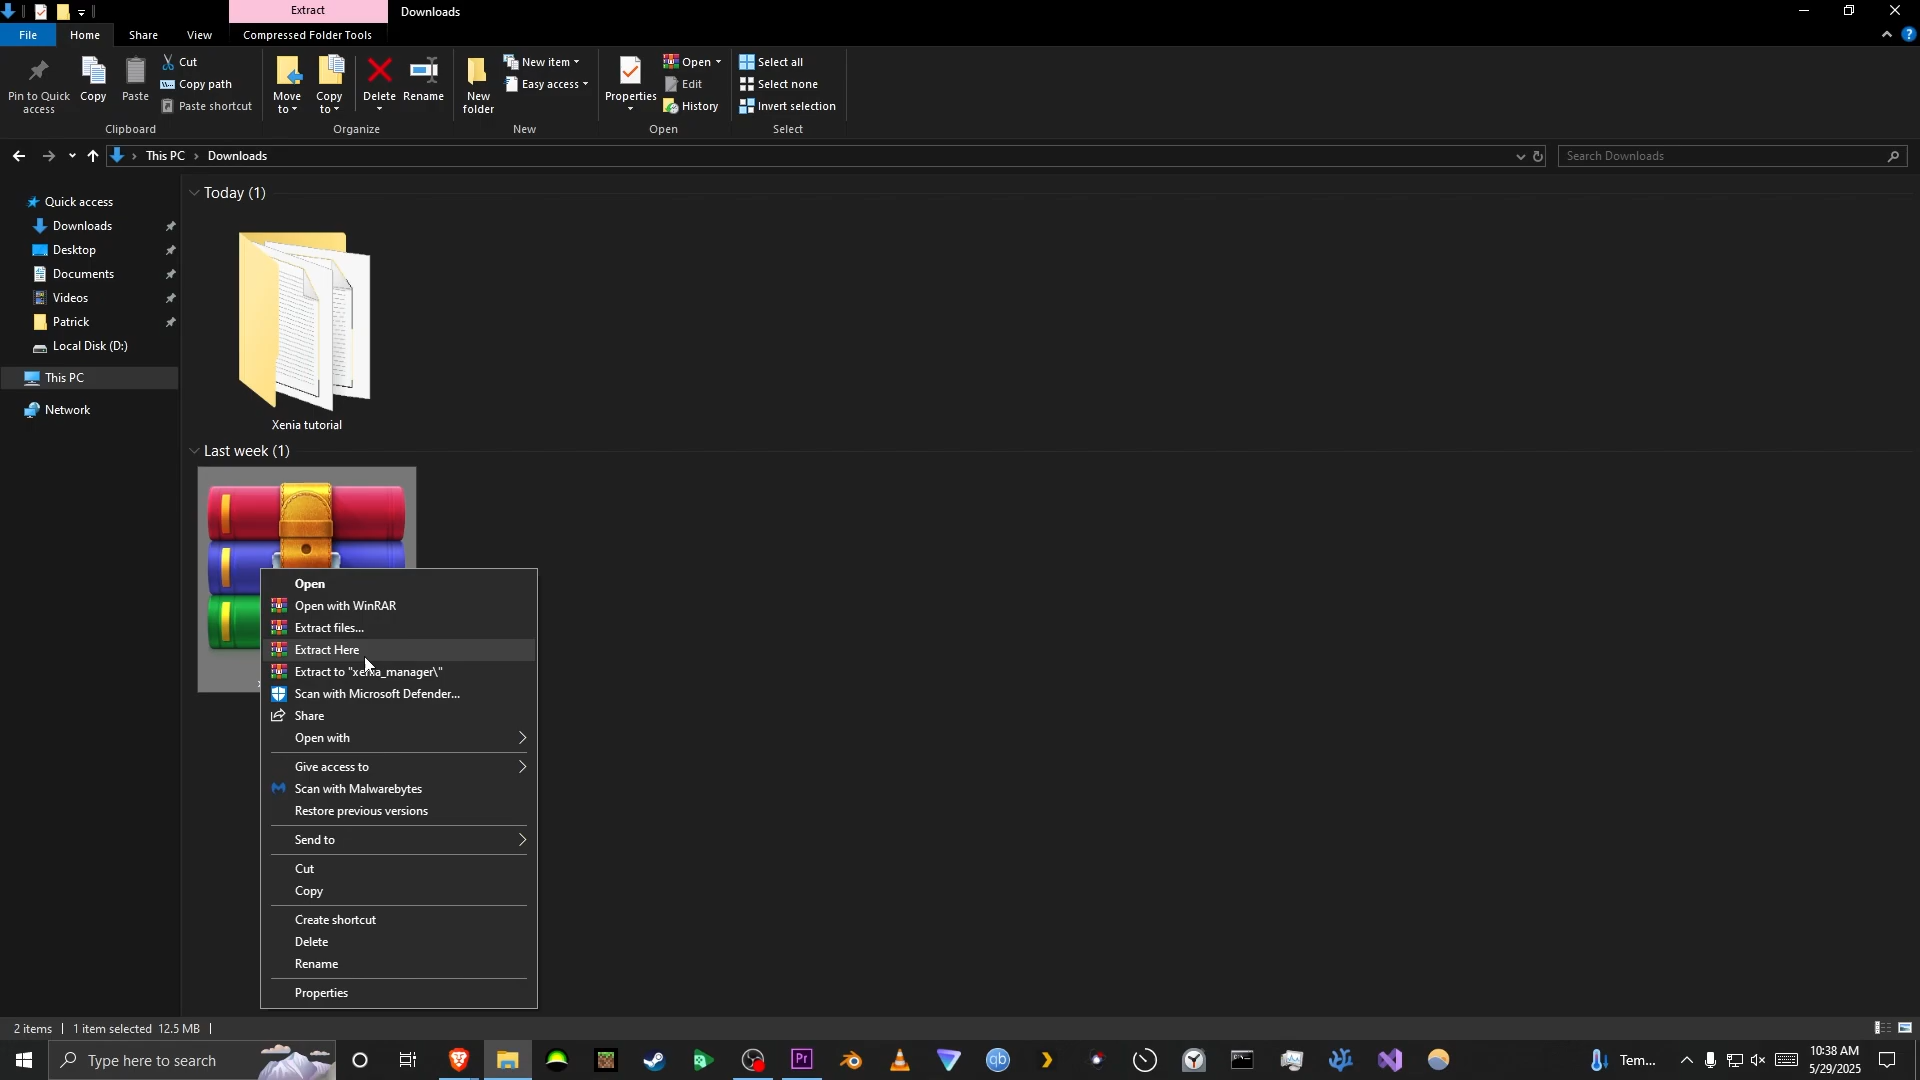 Extract
Downloads
File
Home
Share
View
Compressed Folder Tools
Pin to Quick
access
Copy
Paste
Cut
Copy path
Paste shortcut
Clipboard
Move
to
Copy
to
Delete
Rename
Organize
New
folder
New item
Easy access
New
Properties
Open
Edit
History
Open
Select all
Select none
Invert selection
Select
This PC
Downloads
Search Downloads
Quick access
Downloads
Desktop
Documents
Videos
Patrick
Local Disk (D:)
This PC
Network
Today (1)
Xenia tutorial
Last week (1)
Open
Open with WinRAR
Extract files...
Extract Here
Extract to "xenia_manager\"
Scan with Microsoft Defender...
Share
Open with
Give access to
Scan with Malwarebytes
Restore previous versions
Send to
Cut
Copy
Create shortcut
Delete
Rename
Properties
2 items
1 item selected 12.5 MB
Type here to search
Pr
qb
Tem...
10:38 AM
5/29/2025